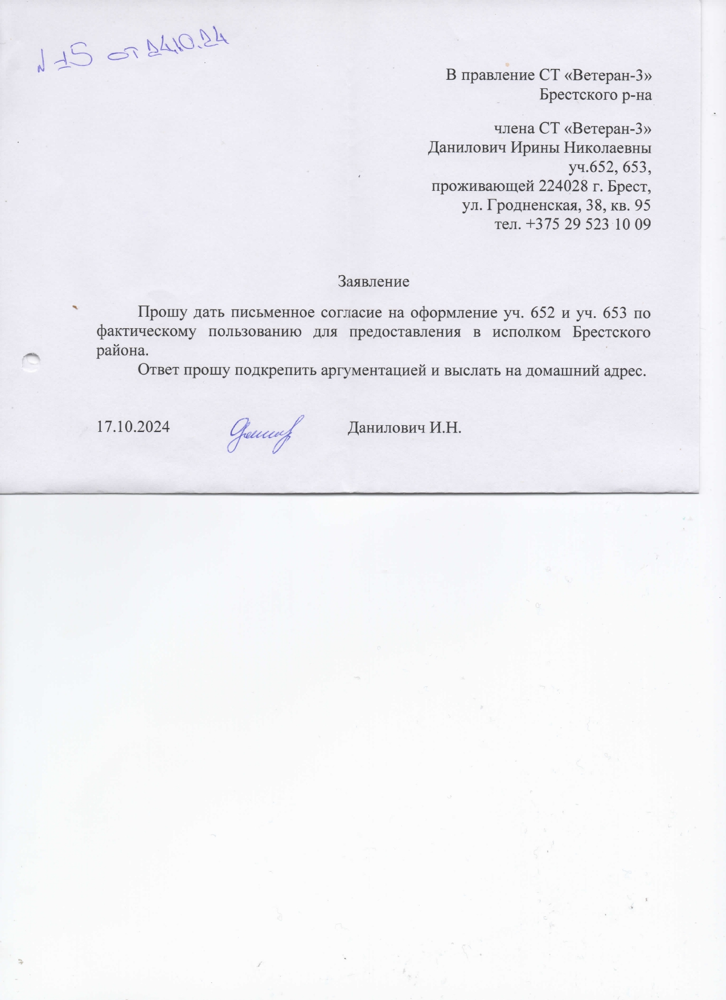 № 15 от 24.10.24
В правление СТ «Ветеран-3»
Брестского р-на
члена СТ «Ветеран-3»
Данилович Ирины Николаевны
уч.652, 653,
проживающей 224028 г. Брест,
ул. Гродненская, 38, кв. 95
тел. +375 29 523 10 09
Заявление
Прошу дать письменное согласие на оформление уч. 652 и уч. 653 по
фактическому пользованию для предоставления в исполком Брестского
района.
Ответ прошу подкрепить аргументацией и выслать на домашний адрес.
17.10.2024 Данилович И.Н.